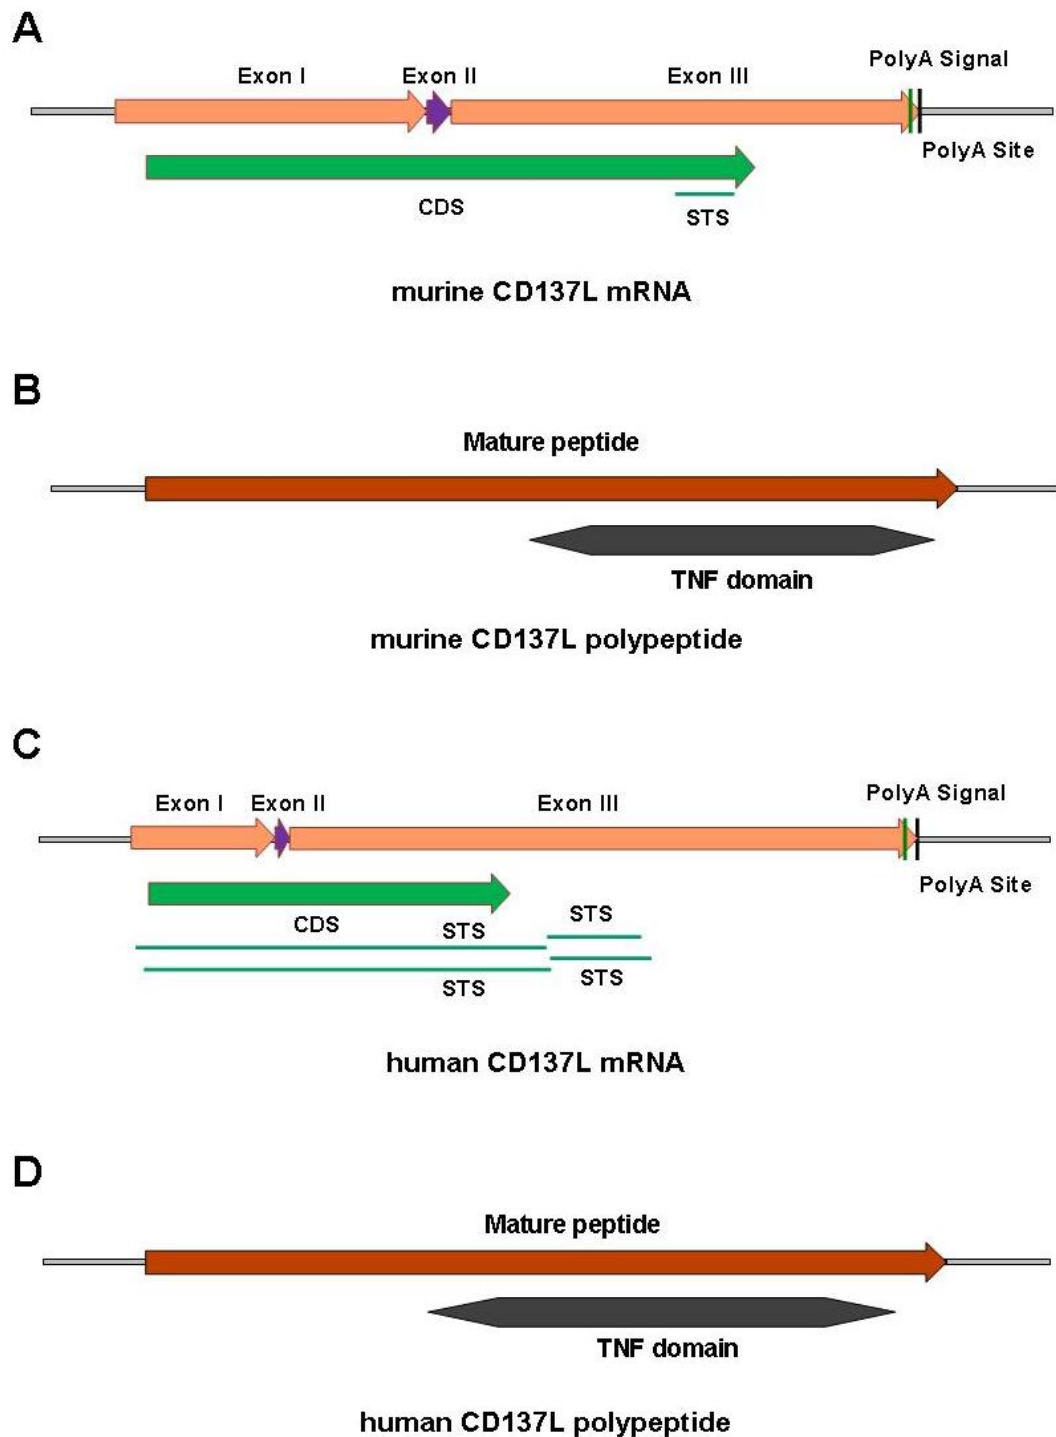 A
PolyA Signal
Exon I Exon II Exon III
PolyA Site
CDS
STS
murine CD137L mRNA
B
Mature peptide
TNF domain
murine CD137L polypeptide
C
PolyA Signal
Exon I Exon II Exon III
PolyA Site
STS
CDS
STS
STS
STS
human CD137L mRNA
D
Mature peptide
TNF domain
human CD137L polypeptide